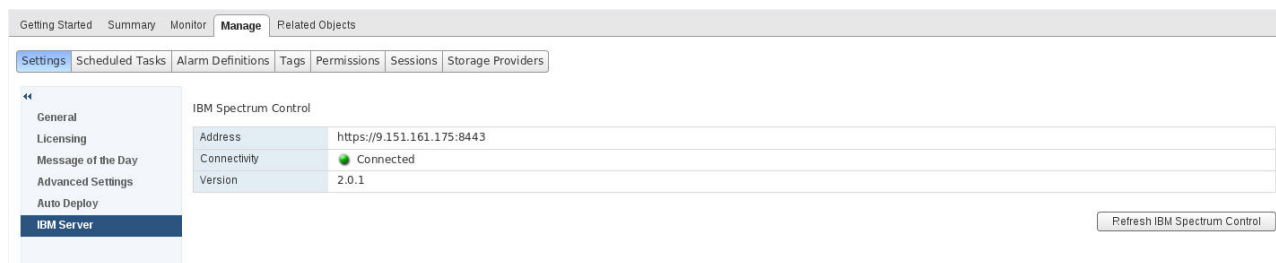 Getting Started Summary Monitor Manage Related Objects
Settings Scheduled Tasks Alarm Definitions Tags Permissions Sessions Storage Providers
General
Licensing
Message of the Day
Advanced Settings
Auto Deploy
IBM Server
IBM Spectrum Control
Address https://9.151.161.175:8443
Connectivity Connected
Version 2.0.1
Refresh IBM Spectrum Control